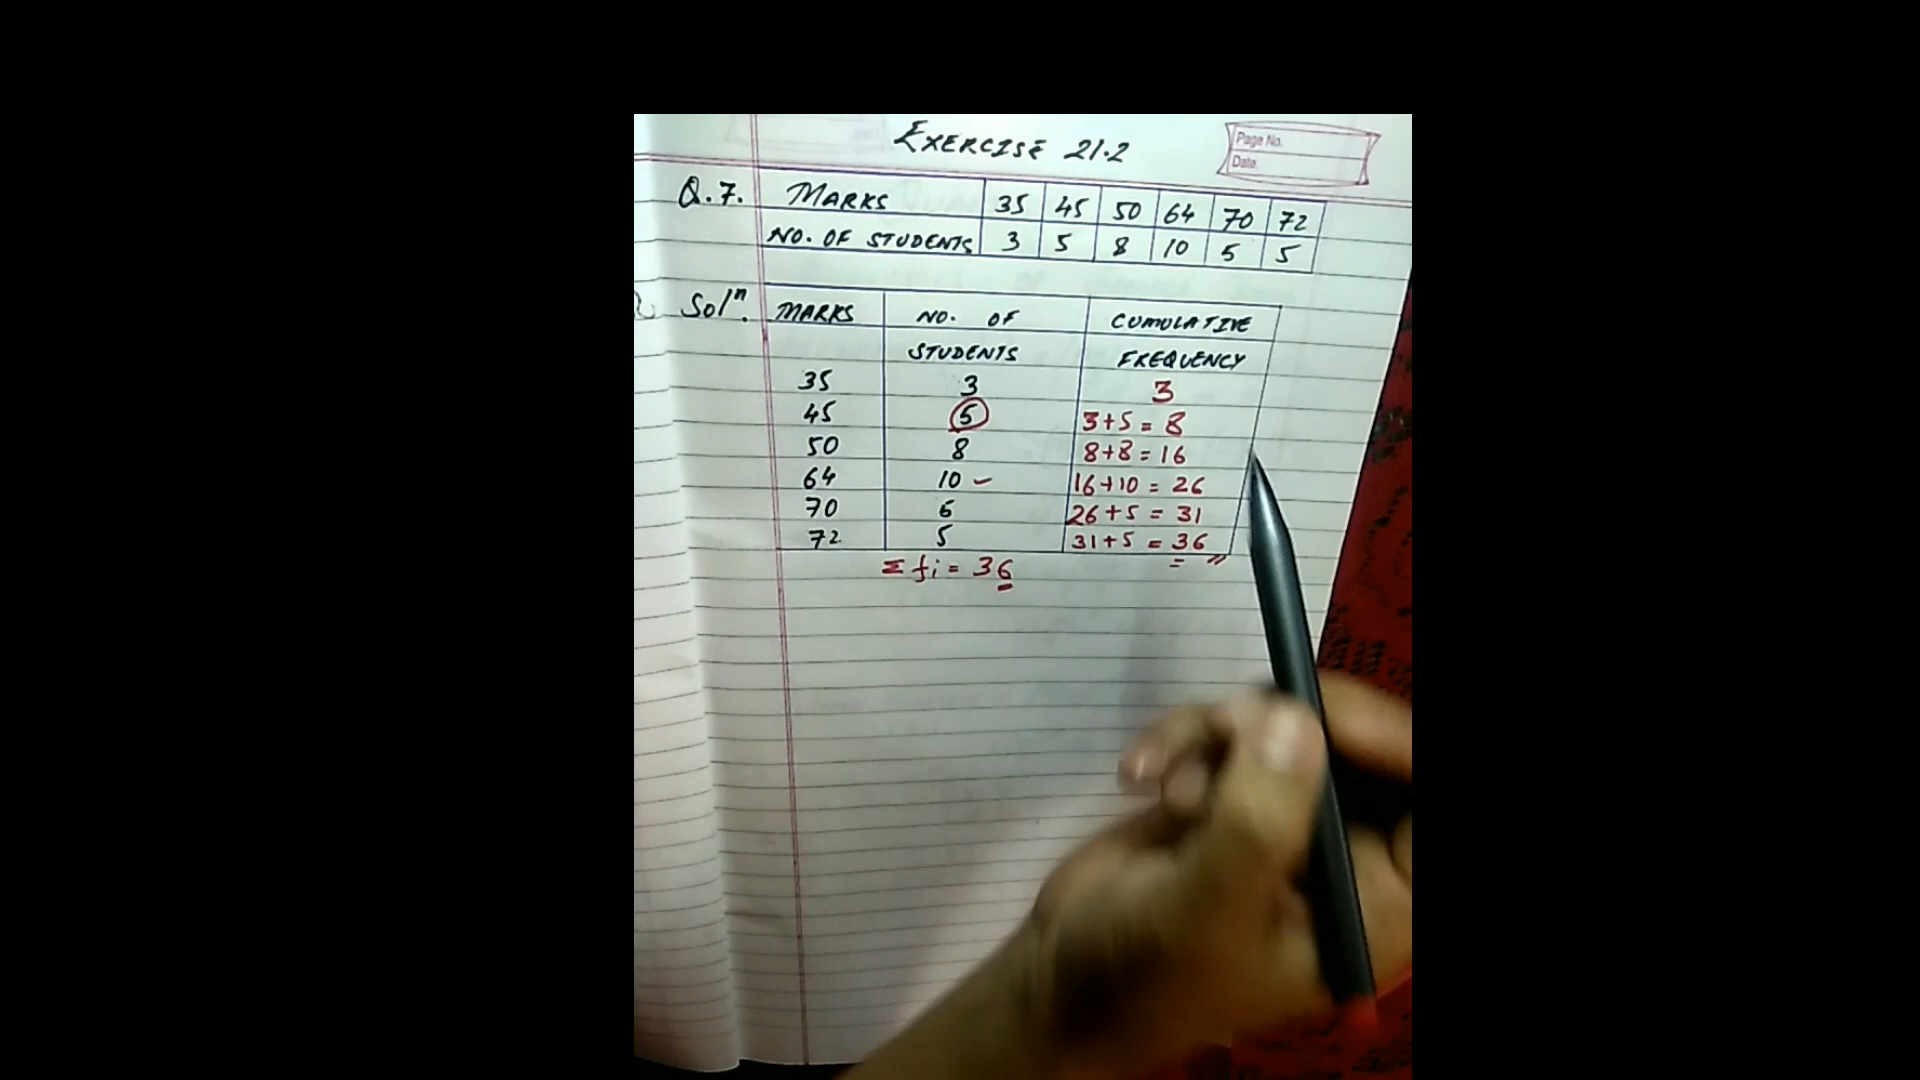 EXERCISE 21.2
Page No.
Date.
Q.7. MARKS 35 45 50 64 70 72
NO. OF STUDENTS 3 5 8 10 5 5
Solⁿ. MARKS NO. OF CUMULATIVE
STUDENTS FREQUENCY
35 3 3
45 5 3+5 = 8
50 8 8+8 = 16
64 10 16+10 = 26
70 6 26+5 = 31
72 5 31+5 = 36
Σfi = 36